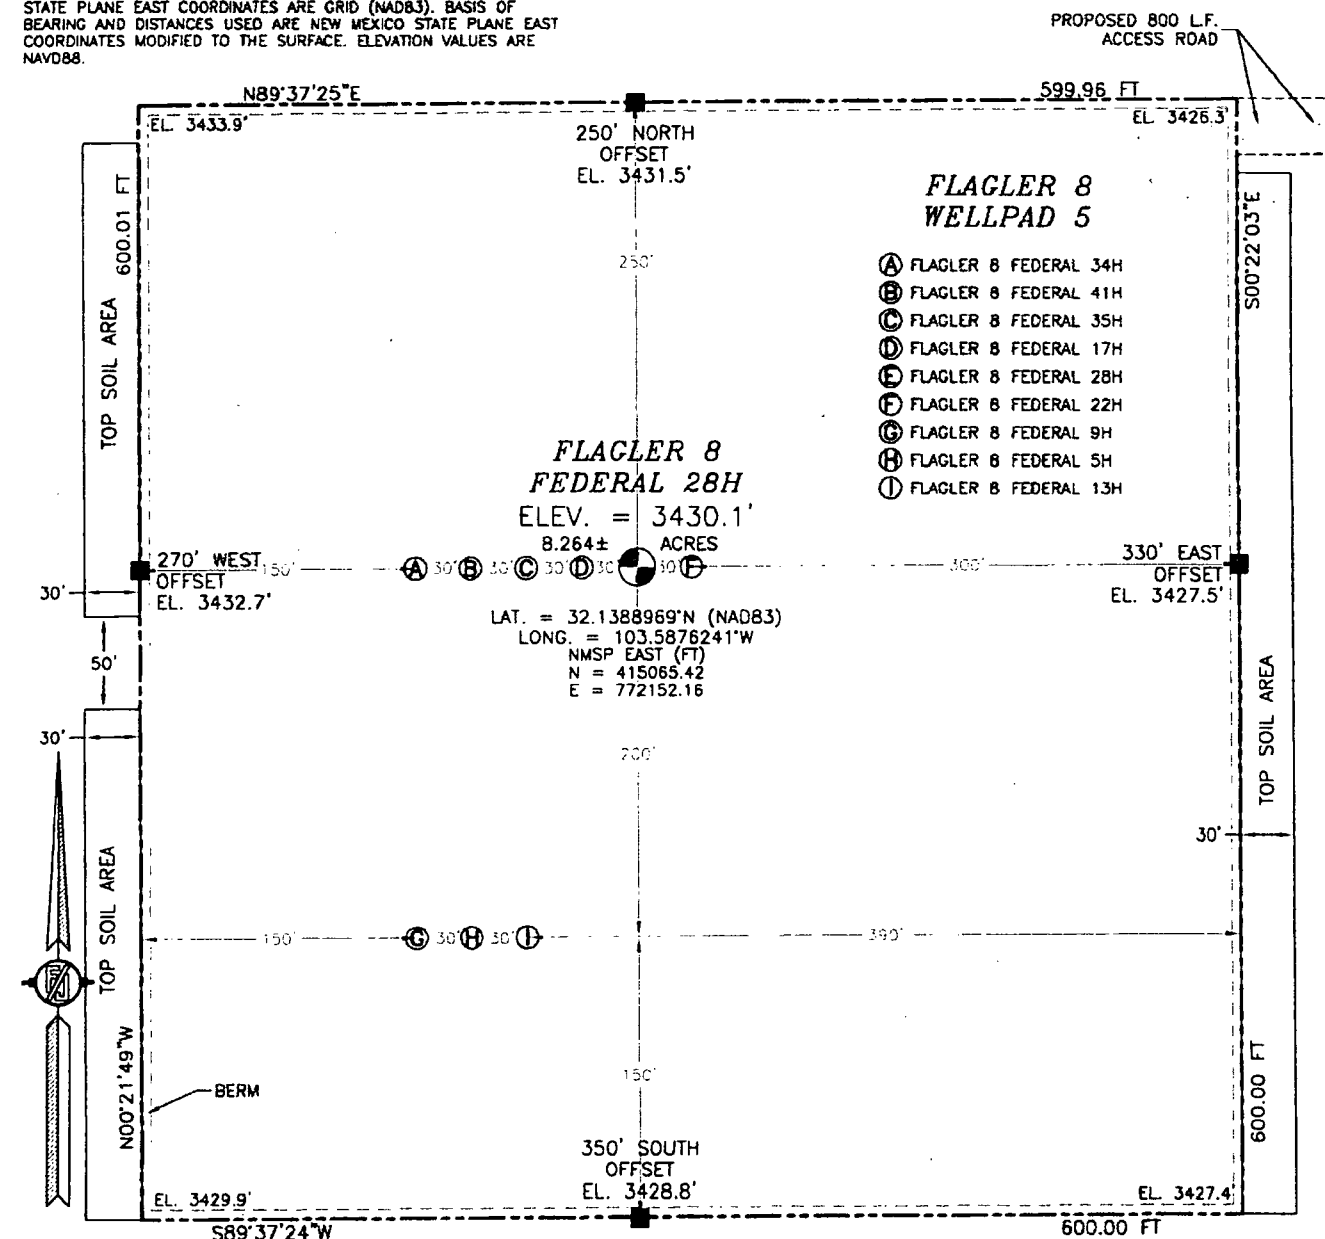 STATE PLANE EAST COORDINATES ARE GRID (NAD83). BASIS OF
BEARING AND DISTANCES USED ARE NEW MEXICO STATE PLANE EAST
COORDINATES MODIFIED TO THE SURFACE. ELEVATION VALUES ARE
NAVD88.
PROPOSED 800 L.F.
ACCESS ROAD
N89°37'25"E
599.96 FT
EL. 3433.9'
EL. 3426.3'
250' NORTH
OFFSET
EL. 3431.5'
600.01 FT
TOP SOIL AREA
S00°22'03"E
250'
FLAGLER 8
WELLPAD 5
A FLAGLER 8 FEDERAL 34H
B FLAGLER 8 FEDERAL 41H
C FLAGLER 8 FEDERAL 35H
D FLAGLER 8 FEDERAL 17H
E FLAGLER 8 FEDERAL 28H
F FLAGLER 8 FEDERAL 22H
G FLAGLER 8 FEDERAL 9H
H FLAGLER 8 FEDERAL 5H
I FLAGLER 8 FEDERAL 13H
FLAGLER 8
FEDERAL 28H
ELEV. = 3430.1'
8.264± ACRES
270' WEST
OFFSET
EL. 3432.7'
150' A 30' B 30' C 30' D 30 30' F 300'
330' EAST
OFFSET
EL. 3427.5'
LAT. = 32.1388969°N (NAD83)
LONG. = 103.5876241°W
NMSP EAST (FT)
N = 415065.42
E = 772152.16
30'
50'
30'
200'
TOP SOIL AREA
30'
TOP SOIL AREA
150' G 30' H 30' I 390'
N00°21'49"W
BERM
150'
600.00 FT
350' SOUTH
OFFSET
EL. 3428.8'
EL. 3429.9'
EL. 3427.4'
S89°37'24"W
600.00 FT